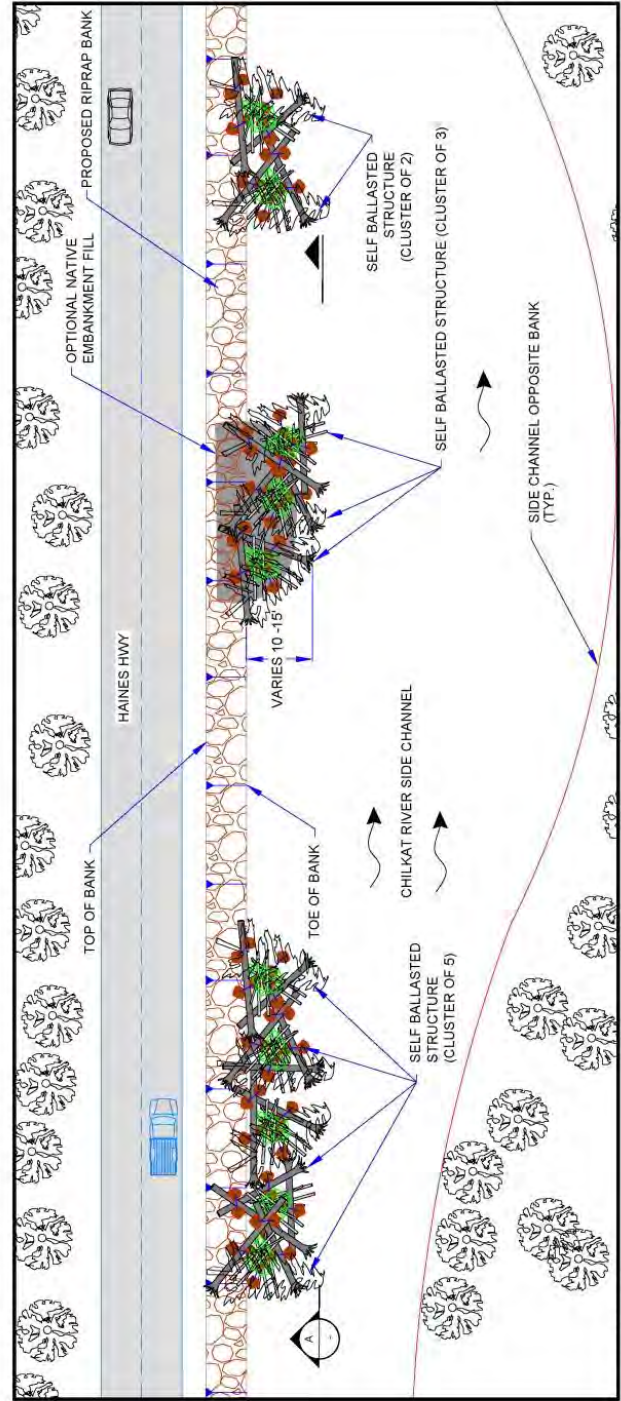 HAINES HWY
TOP OF BANK
OPTIONAL NATIVE
EMBANKMENT FILL
PROPOSED RIPRAP BANK
VARIES 10 -15'
TOE OF BANK
CHILKAT RIVER SIDE CHANNEL
SELF BALLASTED
STRUCTURE
(CLUSTER OF 5)
SELF BALLASTED STRUCTURE (CLUSTER OF 3)
SELF BALLASTED
STRUCTURE
(CLUSTER OF 2)
SIDE CHANNEL OPPOSITE BANK
(TYP.)
A
-